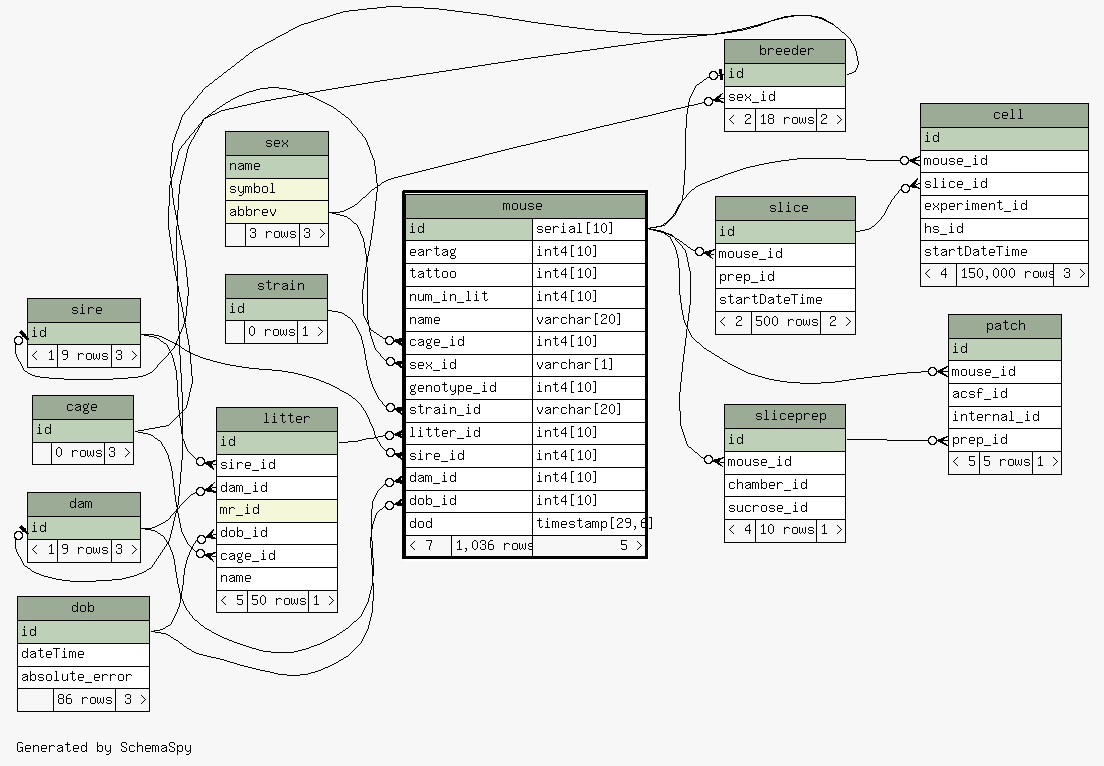 breeder
id
sex_id
< 2 18 rows 2 >
cell
id
mouse_id
slice_id
experiment_id
hs_id
startDateTime
< 4 150,000 rows 3 >
sex
name
symbol
abbrev
3 rows 3 >
mouse
id serial[10]
eartag int4[10]
tattoo int4[10]
num_in_lit int4[10]
name varchar[20]
cage_id int4[10]
sex_id varchar[1]
genotype_id int4[10]
strain_id varchar[20]
litter_id int4[10]
sire_id int4[10]
dam_id int4[10]
dob_id int4[10]
dod timestamp[29,6]
< 7 1,036 rows 5 >
slice
id
mouse_id
prep_id
startDateTime
< 2 500 rows 2 >
strain
id
0 rows 1 >
sire
id
< 1 9 rows 3 >
patch
id
mouse_id
acsf_id
internal_id
prep_id
< 5 5 rows 1 >
cage
id
0 rows 3 >
litter
id
sire_id
dam_id
mr_id
dob_id
cage_id
name
< 5 50 rows 1 >
sliceprep
id
mouse_id
chamber_id
sucrose_id
< 4 10 rows 1 >
dam
id
< 1 9 rows 3 >
dob
id
dateTime
absolute_error
86 rows 3 >
Generated by SchemaSpy